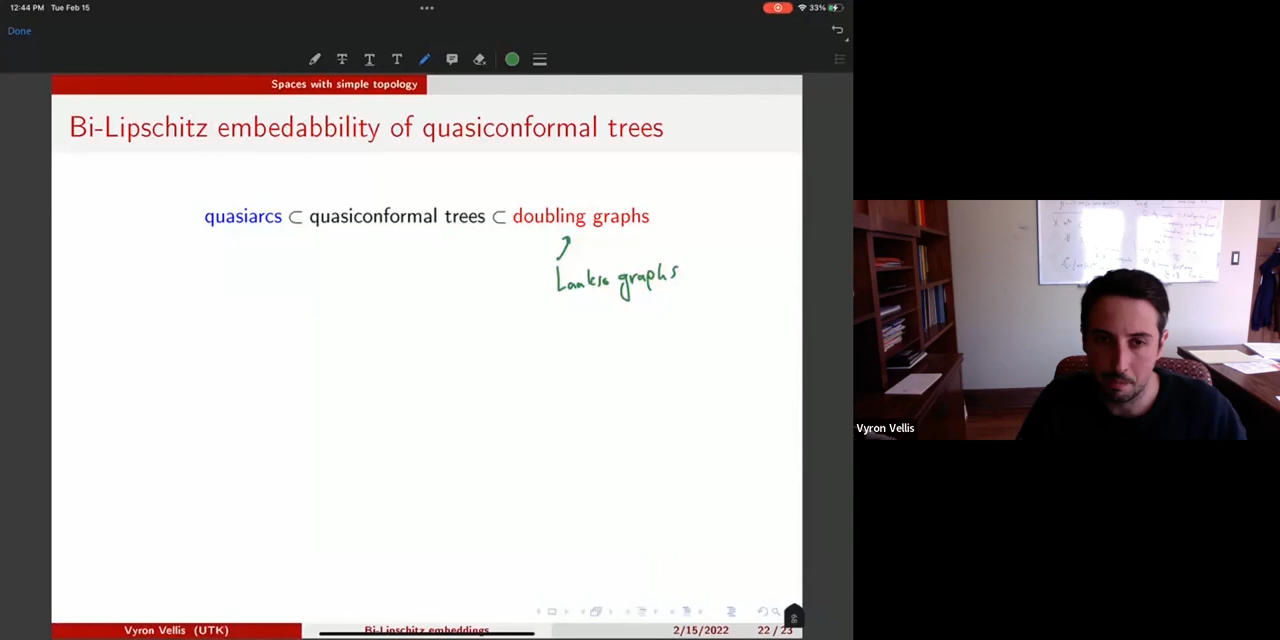 12:44 PM Tue Feb 15
33%
Done
Spaces with simple topology
Bi-Lipschitz embedabbility of quasiconformal trees
quasiarcs ⊂ quasiconformal trees ⊂ doubling graphs
Laakso graphs
Vyron Vellis
Vyron Vellis (UTK)
Bi-Lipschitz embeddings
2/15/2022
22 / 23
68